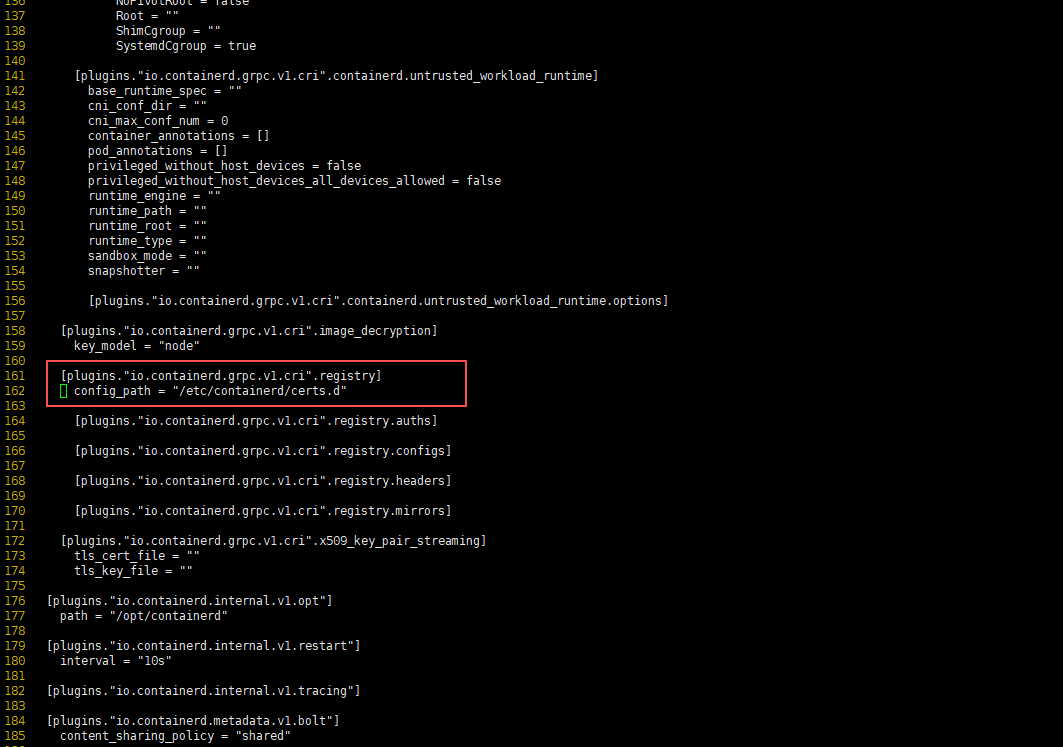 136             NoPivotRoot = false
137             Root = ""
138             ShimCgroup = ""
139             SystemdCgroup = true
140
141       [plugins."io.containerd.grpc.v1.cri".containerd.untrusted_workload_runtime]
142         base_runtime_spec = ""
143         cni_conf_dir = ""
144         cni_max_conf_num = 0
145         container_annotations = []
146         pod_annotations = []
147         privileged_without_host_devices = false
148         privileged_without_host_devices_all_devices_allowed = false
149         runtime_engine = ""
150         runtime_path = ""
151         runtime_root = ""
152         runtime_type = ""
153         sandbox_mode = ""
154         snapshotter = ""
155
156         [plugins."io.containerd.grpc.v1.cri".containerd.untrusted_workload_runtime.options]
157
158     [plugins."io.containerd.grpc.v1.cri".image_decryption]
159       key_model = "node"
160
161     [plugins."io.containerd.grpc.v1.cri".registry]
162       config_path = "/etc/containerd/certs.d"
163
164       [plugins."io.containerd.grpc.v1.cri".registry.auths]
165
166       [plugins."io.containerd.grpc.v1.cri".registry.configs]
167
168       [plugins."io.containerd.grpc.v1.cri".registry.headers]
169
170       [plugins."io.containerd.grpc.v1.cri".registry.mirrors]
171
172     [plugins."io.containerd.grpc.v1.cri".x509_key_pair_streaming]
173       tls_cert_file = ""
174       tls_key_file = ""
175
176   [plugins."io.containerd.internal.v1.opt"]
177     path = "/opt/containerd"
178
179   [plugins."io.containerd.internal.v1.restart"]
180     interval = "10s"
181
182   [plugins."io.containerd.internal.v1.tracing"]
183
184   [plugins."io.containerd.metadata.v1.bolt"]
185     content_sharing_policy = "shared"